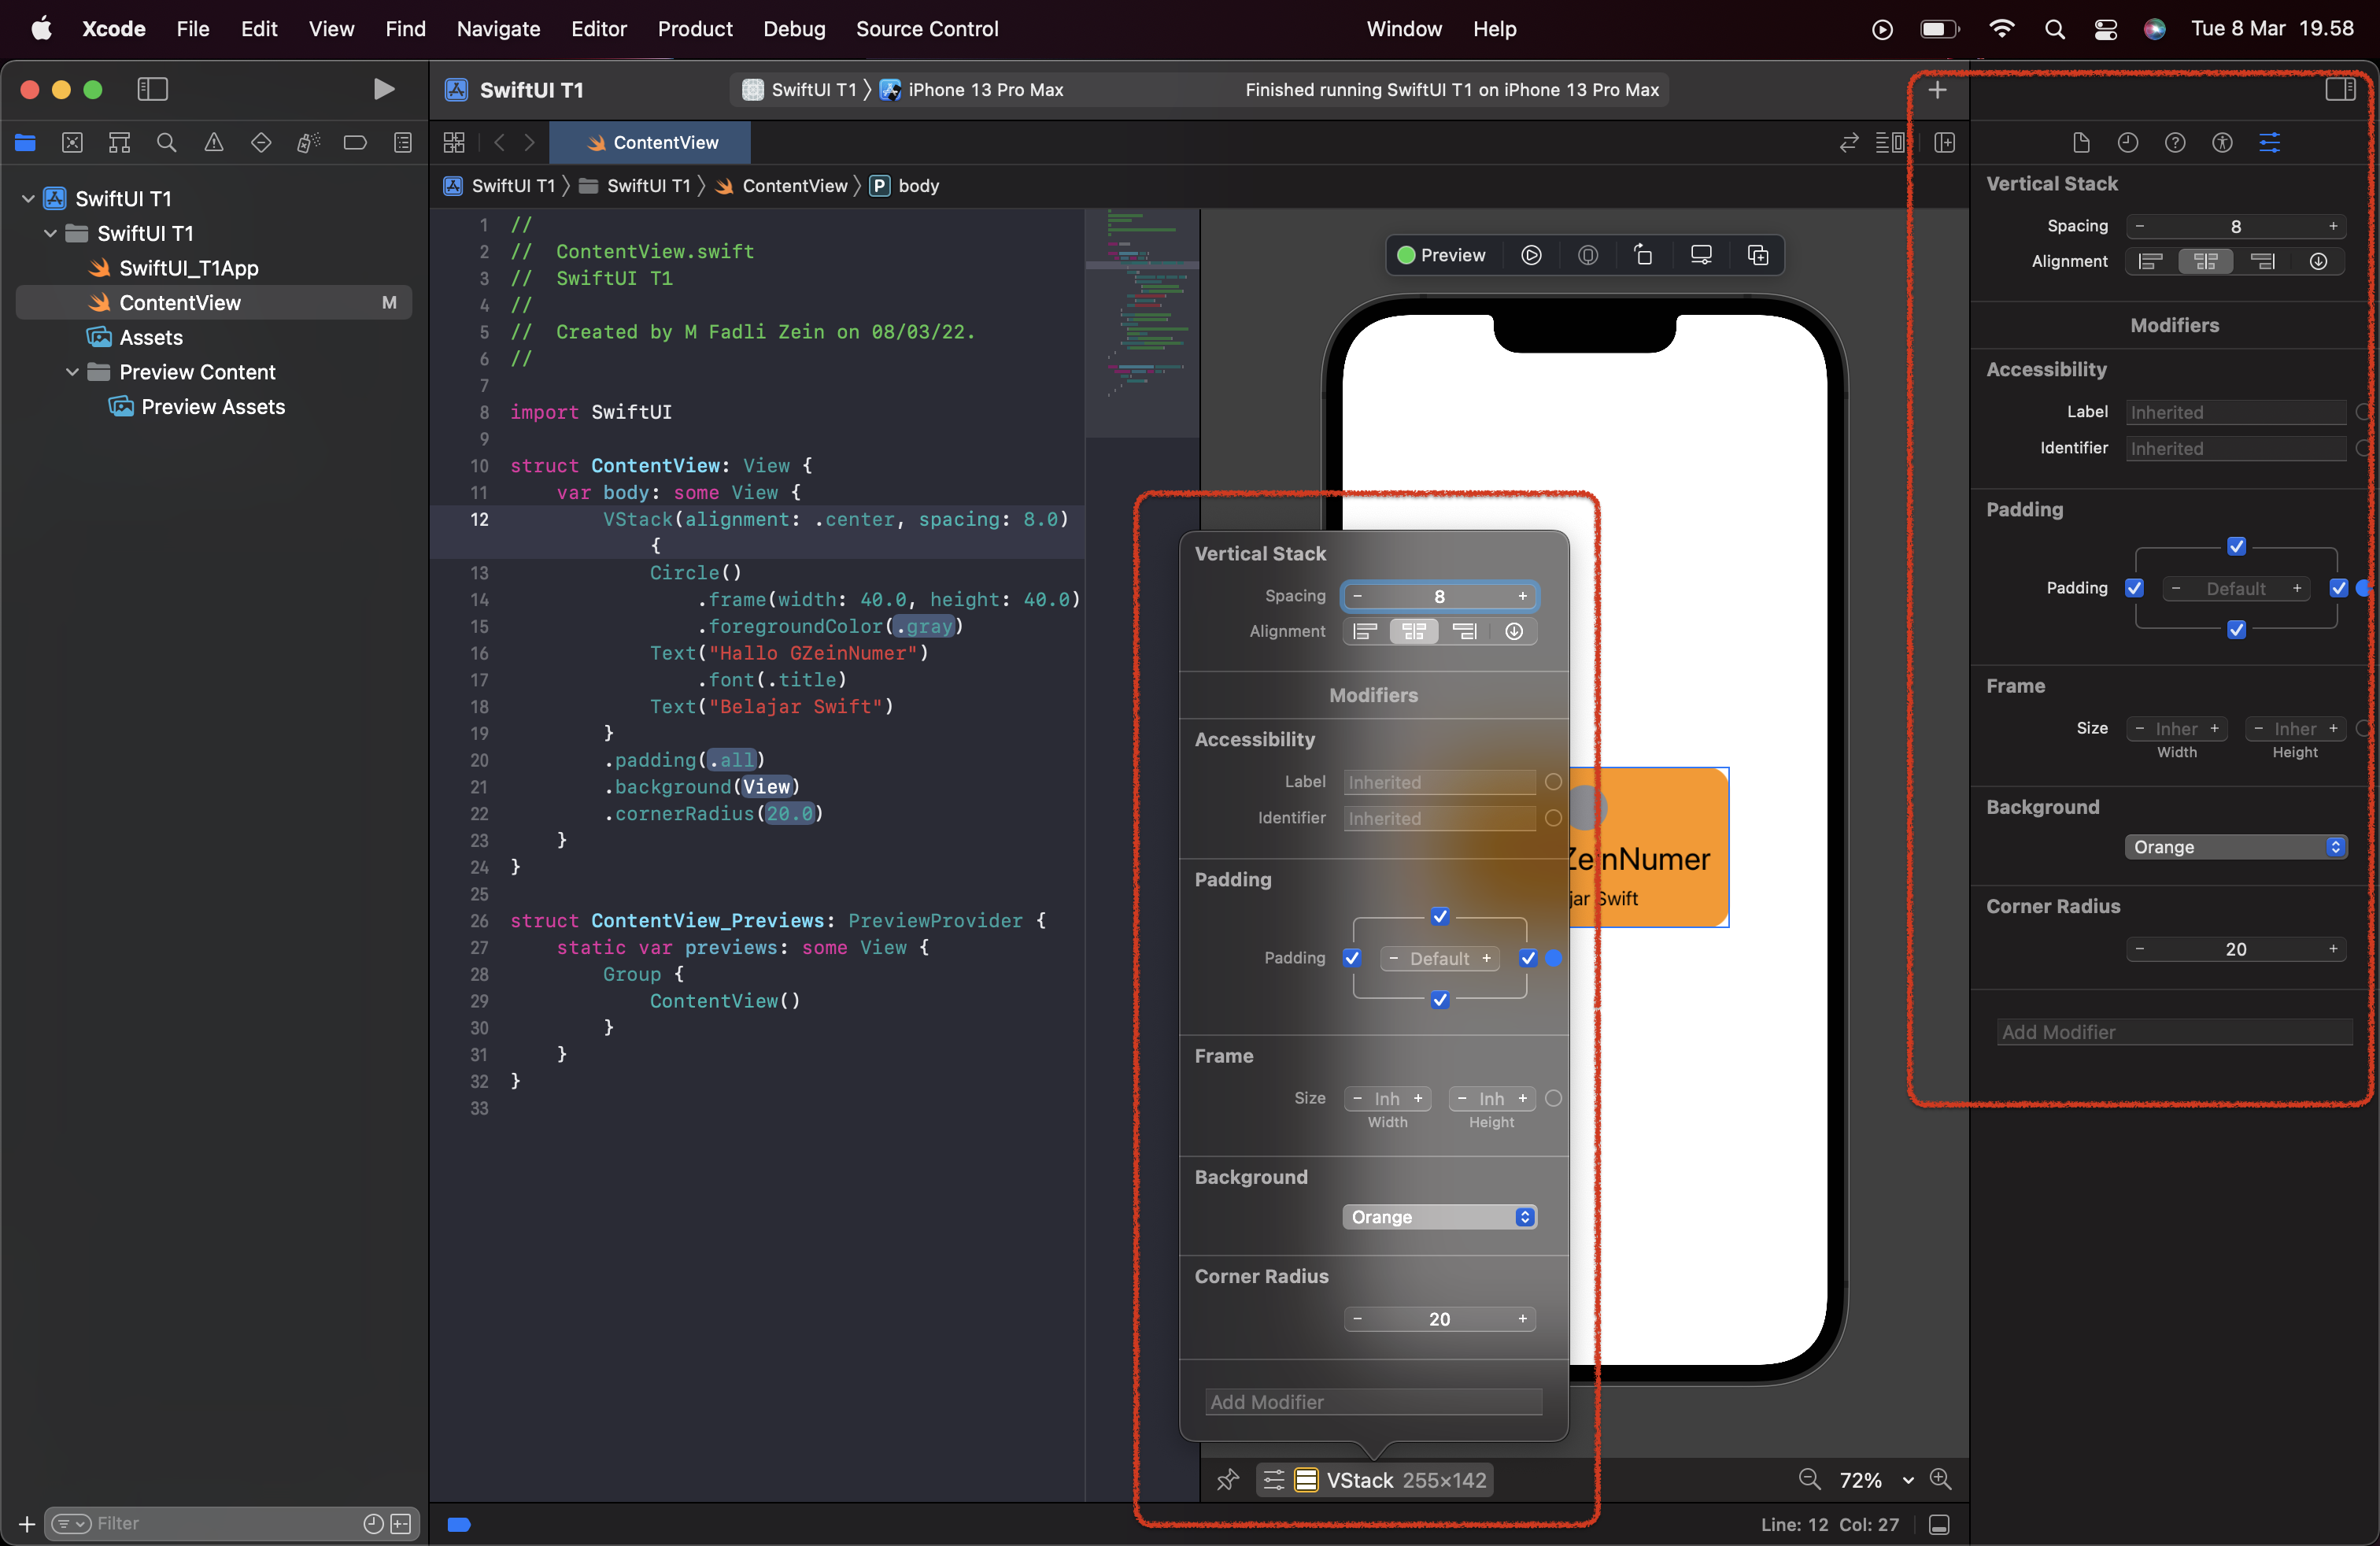 Xcode File Edit View Find Navigate Editor Product Debug Source Control Window Help Tue 8 Mar 19.58
SwiftUI T1
SwiftUI T1 iPhone 13 Pro Max
Finished running SwiftUI T1 on iPhone 13 Pro Max
ContentView
SwiftUI T1 SwiftUI T1 ContentView P body
SwiftUI T1
SwiftUI T1
SwiftUI_T1App
ContentView M
Assets
Preview Content
Preview Assets
Filter
1 //
2 // ContentView.swift
3 // SwiftUI T1
4 //
5 // Created by M Fadli Zein on 08/03/22.
6 //
7
8 import SwiftUI
9
10 struct ContentView: View {
11 var body: some View {
12 VStack(alignment: .center, spacing: 8.0)
{
13 Circle()
14 .frame(width: 40.0, height: 40.0)
15 .foregroundColor(.gray)
16 Text("Hallo GZeinNumer")
17 .font(.title)
18 Text("Belajar Swift")
19 }
20 .padding(.all)
21 .background(View)
22 .cornerRadius(20.0)
23 }
24 }
25
26 struct ContentView_Previews: PreviewProvider {
27 static var previews: some View {
28 Group {
29 ContentView()
30 }
31 }
32 }
33
Preview
Vertical Stack
Spacing - 8 +
Alignment
Modifiers
Accessibility
Label Inherited
Identifier Inherited
Padding
Padding - Default +
Frame
Size - Inh + - Inh +
Width Height
Background
Orange
Corner Radius
- 20 +
Add Modifier
ZeinNumer
jar Swift
VStack 255×142
72%
Line: 12 Col: 27
Vertical Stack
Spacing - 8 +
Alignment
Modifiers
Accessibility
Label Inherited
Identifier Inherited
Padding
Padding - Default +
Frame
Size - Inher + - Inher +
Width Height
Background
Orange
Corner Radius
- 20 +
Add Modifier